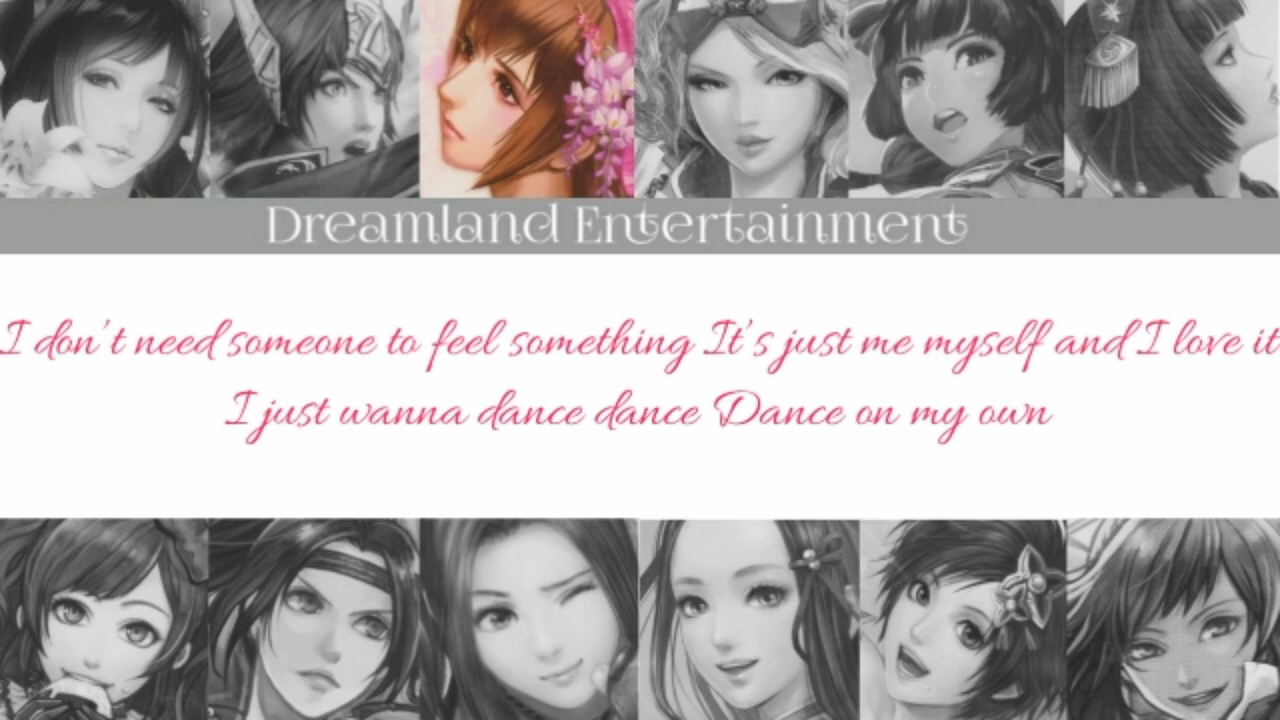 Dreamland Entertainment
I don't need someone to feel something It's just me myself and I love it
I just wanna dance dance Dance on my own